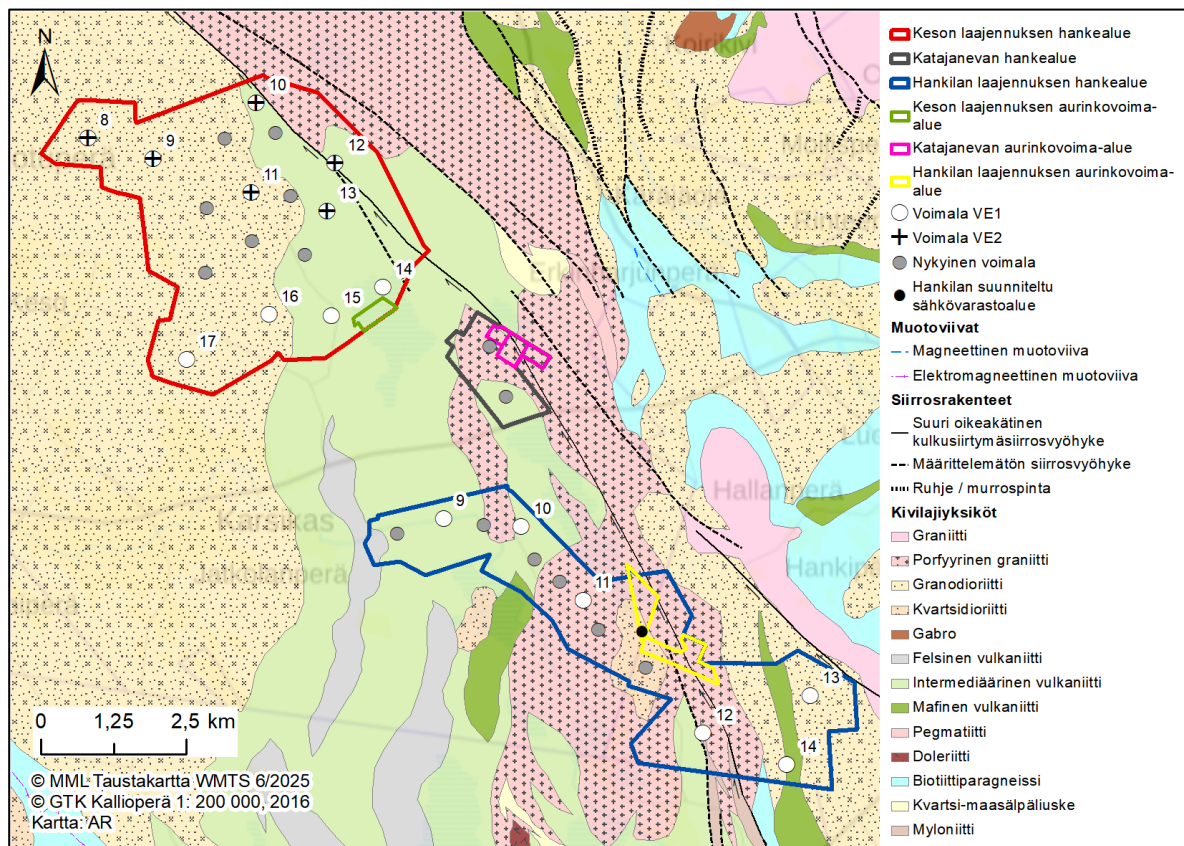 N
8
9
10
11
12
13
14
15
16
17
9
10
11
12
13
14
Koirikivi
Erkinharjunperä
Karsikas
Jatkolanperä
Hallanperä
0 1,25 2,5 km
© MML Taustakartta WMTS 6/2025
© GTK Kallioperä 1: 200 000, 2016
Kartta: AR
Keson laajennuksen hankealue
Katajanevan hankealue
Hankilan laajennuksen hankealue
Keson laajennuksen aurinkovoima-
alue
Katajanevan aurinkovoima-alue
Hankilan laajennuksen aurinkovoima-
alue
Voimala VE1
Voimala VE2
Nykyinen voimala
Hankilan suunniteltu
sähkövarastoalue
Muotoviivat
Magneettinen muotoviiva
Elektromagneettinen muotoviiva
Siirrosrakenteet
Suuri oikeakätinen
kulkusiirtymäsiirrosvyöhyke
Määrittelemätön siirrosvyöhyke
Ruhje / murrospinta
Kivilajiyksiköt
Graniitti
Porfyyrinen graniitti
Granodioriitti
Kvartsidioriitti
Gabro
Felsinen vulkaniitti
Intermediäärinen vulkaniitti
Mafinen vulkaniitti
Pegmatiitti
Doleriitti
Biotiittiparagneissi
Kvartsi-maasälpäliuske
Myloniitti